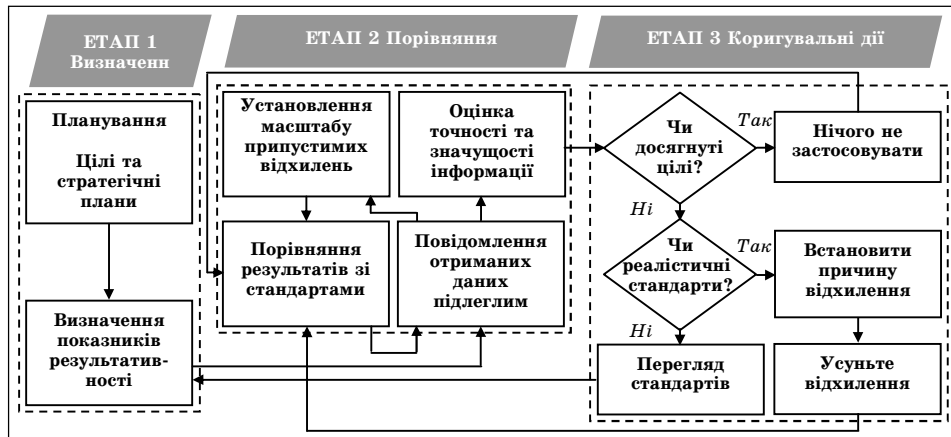 ЕТАП 1
Визначенн
ЕТАП 2 Порівняння
ЕТАП 3 Коригувальні дії
Планування
Цілі та
стратегічні
плани
Визначення
показників
результатив-
ності
Установлення
масштабу
припустимих
відхилень
Оцінка
точності та
значущості
інформації
Порівняння
результатів зі
стандартами
Повідомлення
отриманих
даних
підлеглим
Чи
досягнуті
цілі?
Так
Нічого не
застосовувати
Ні
Чи
реалістичні
стандарти?
Так
Встановити
причину
відхилення
Ні
Перегляд
стандартів
Усуньте
відхилення